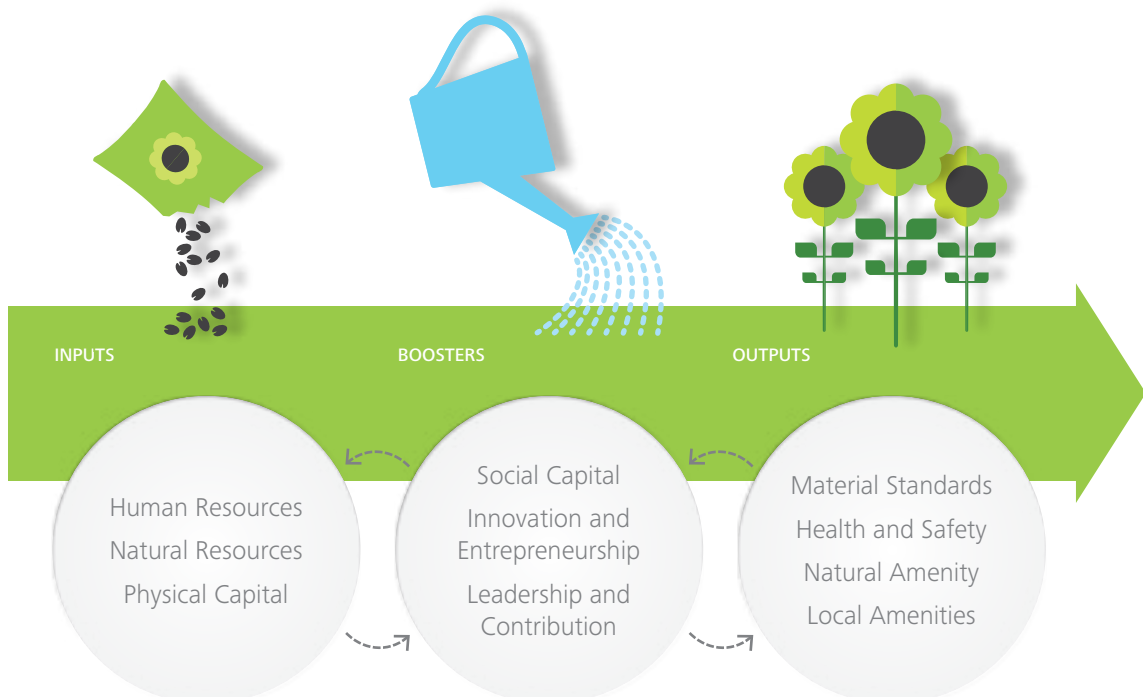 INPUTS
BOOSTERS
OUTPUTS
Human Resources
Natural Resources
Physical Capital
Social Capital
Innovation and
Entrepreneurship
Leadership and
Contribution
Material Standards
Health and Safety
Natural Amenity
Local Amenities